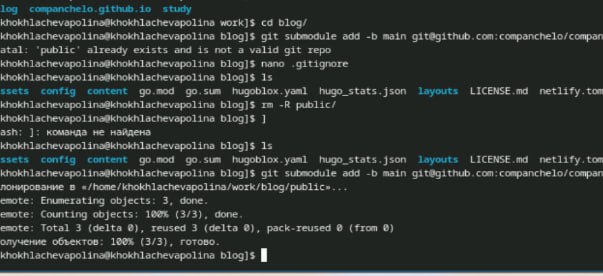 log companchelo.github.io study
khokhlachevapolina@khokhlachevapolina work]$ cd blog/
khokhlachevapolina@khokhlachevapolina blog]$ git submodule add -b main git@github.com:companchelo/compan
atal: 'public' already exists and is not a valid git repo
khokhlachevapolina@khokhlachevapolina blog]$ nano .gitignore
khokhlachevapolina@khokhlachevapolina blog]$ ls
ssets config content go.mod go.sum hugoblox.yaml hugo_stats.json layouts LICENSE.md netlify.tom
khokhlachevapolina@khokhlachevapolina blog]$ rm -R public/
khokhlachevapolina@khokhlachevapolina blog]$ ]
ash: ]: команда не найдена
khokhlachevapolina@khokhlachevapolina blog]$ ls
ssets config content go.mod go.sum hugoblox.yaml hugo_stats.json layouts LICENSE.md netlify.tom
khokhlachevapolina@khokhlachevapolina blog]$ git submodule add -b main git@github.com:companchelo/compan
лонирование в «/home/khokhlachevapolina/work/blog/public»...
emote: Enumerating objects: 3, done.
emote: Counting objects: 100% (3/3), done.
emote: Total 3 (delta 0), reused 3 (delta 0), pack-reused 0 (from 0)
олучение объектов: 100% (3/3), готово.
khokhlachevapolina@khokhlachevapolina blog]$